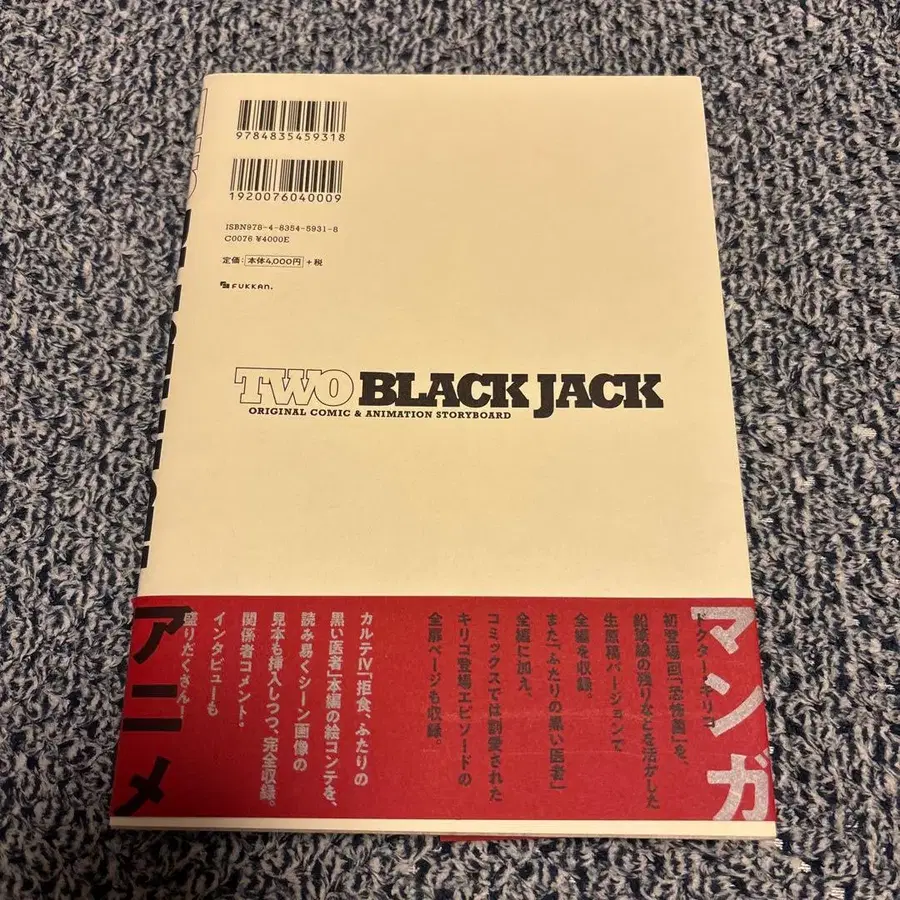 9784835459318
1920076040009
ISBN978-4-8354-5931-8
C0076 ¥4000E
定価：本体4,000円＋税
FUKKAN.
TWO BLACK JACK
ORIGINAL COMIC & ANIMATION STORYBOARD
マンガ
ドクター・キリコ
初登場回「恐怖菌」を、
鉛筆線の残りなどを活かした
生原稿バージョンで
全編を収録。
また「ふたりの黒い医者」
全編に加え、
コミックスでは割愛された
キリコ登場エピソードの
全扉ページも収録。
カルテⅣ「拒食、ふたりの
黒い医者」本編の絵コンテを、
読み易くシーン画像の
見本も挿入しつつ、完全収録。
関係者コメント・
インタビューも
盛りだくさん！
アニメ